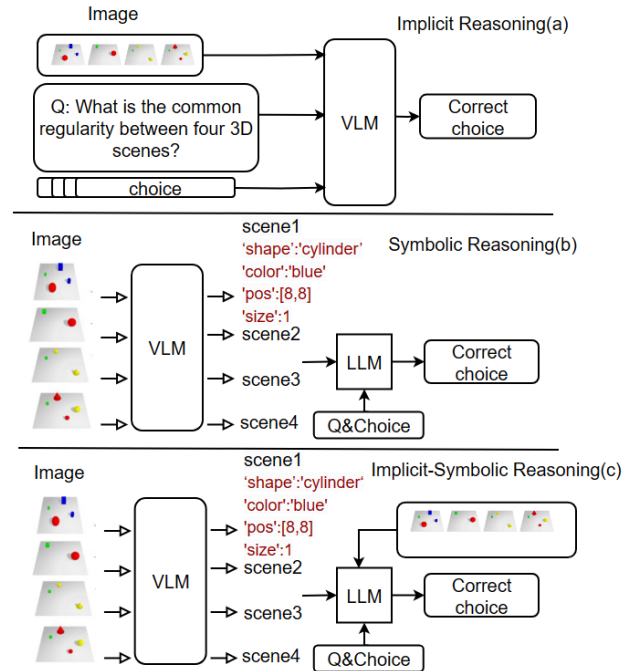 Image
Implicit Reasoning(a)
Q: What is the common
regularity between four 3D
scenes?
VLM
Correct
choice
choice
Image
Symbolic Reasoning(b)
scene1
‘shape’:'cylinder’
'color':'blue'
'pos':[8,8]
'size':1
scene2
VLM
LLM
Correct
choice
scene3
scene4
Q&Choice
Image
Implicit-Symbolic Reasoning(c)
scene1
‘shape’:'cylinder‘
'color':'blue'
'pos':[8,8]
'size':1
scene2
VLM
LLM
Correct
choice
scene3
scene4
Q&Choice